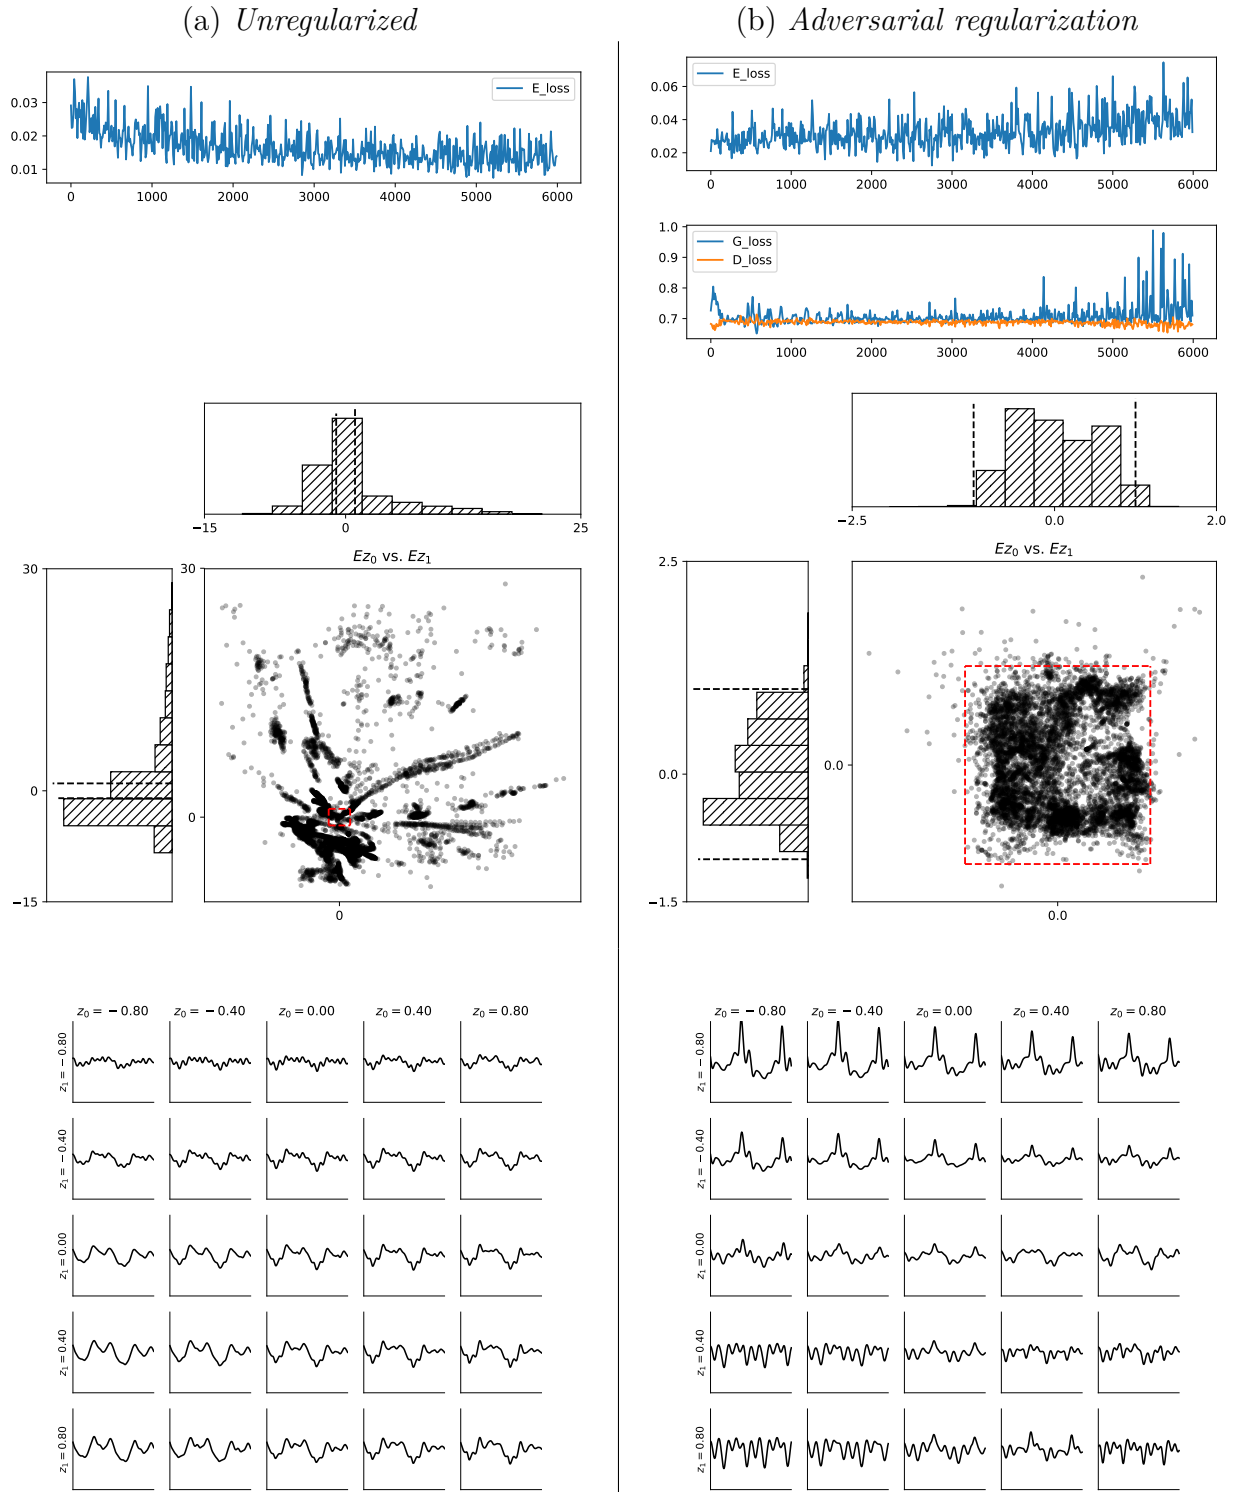 (a) Unregularized
(b) Adversarial regularization
E_loss
0.03
0.02
0.01
0 1000 2000 3000 4000 5000 6000
E_loss
0.06
0.04
0.02
0 1000 2000 3000 4000 5000 6000
G_loss
D_loss
1.0
0.9
0.8
0.7
0 1000 2000 3000 4000 5000 6000
−15 0 25
Ez₀ vs. Ez₁
30
0
−15
30
0
0
−2.5 0.0 2.0
Ez₀ vs. Ez₁
2.5
0.0
−1.5
0.0
0.0
z₀ = −0.80 z₀ = −0.40 z₀ = 0.00 z₀ = 0.40 z₀ = 0.80
z₁ = −0.80
z₁ = −0.40
z₁ = 0.00
z₁ = 0.40
z₁ = 0.80
z₀ = −0.80 z₀ = −0.40 z₀ = 0.00 z₀ = 0.40 z₀ = 0.80
z₁ = −0.80
z₁ = −0.40
z₁ = 0.00
z₁ = 0.40
z₁ = 0.80